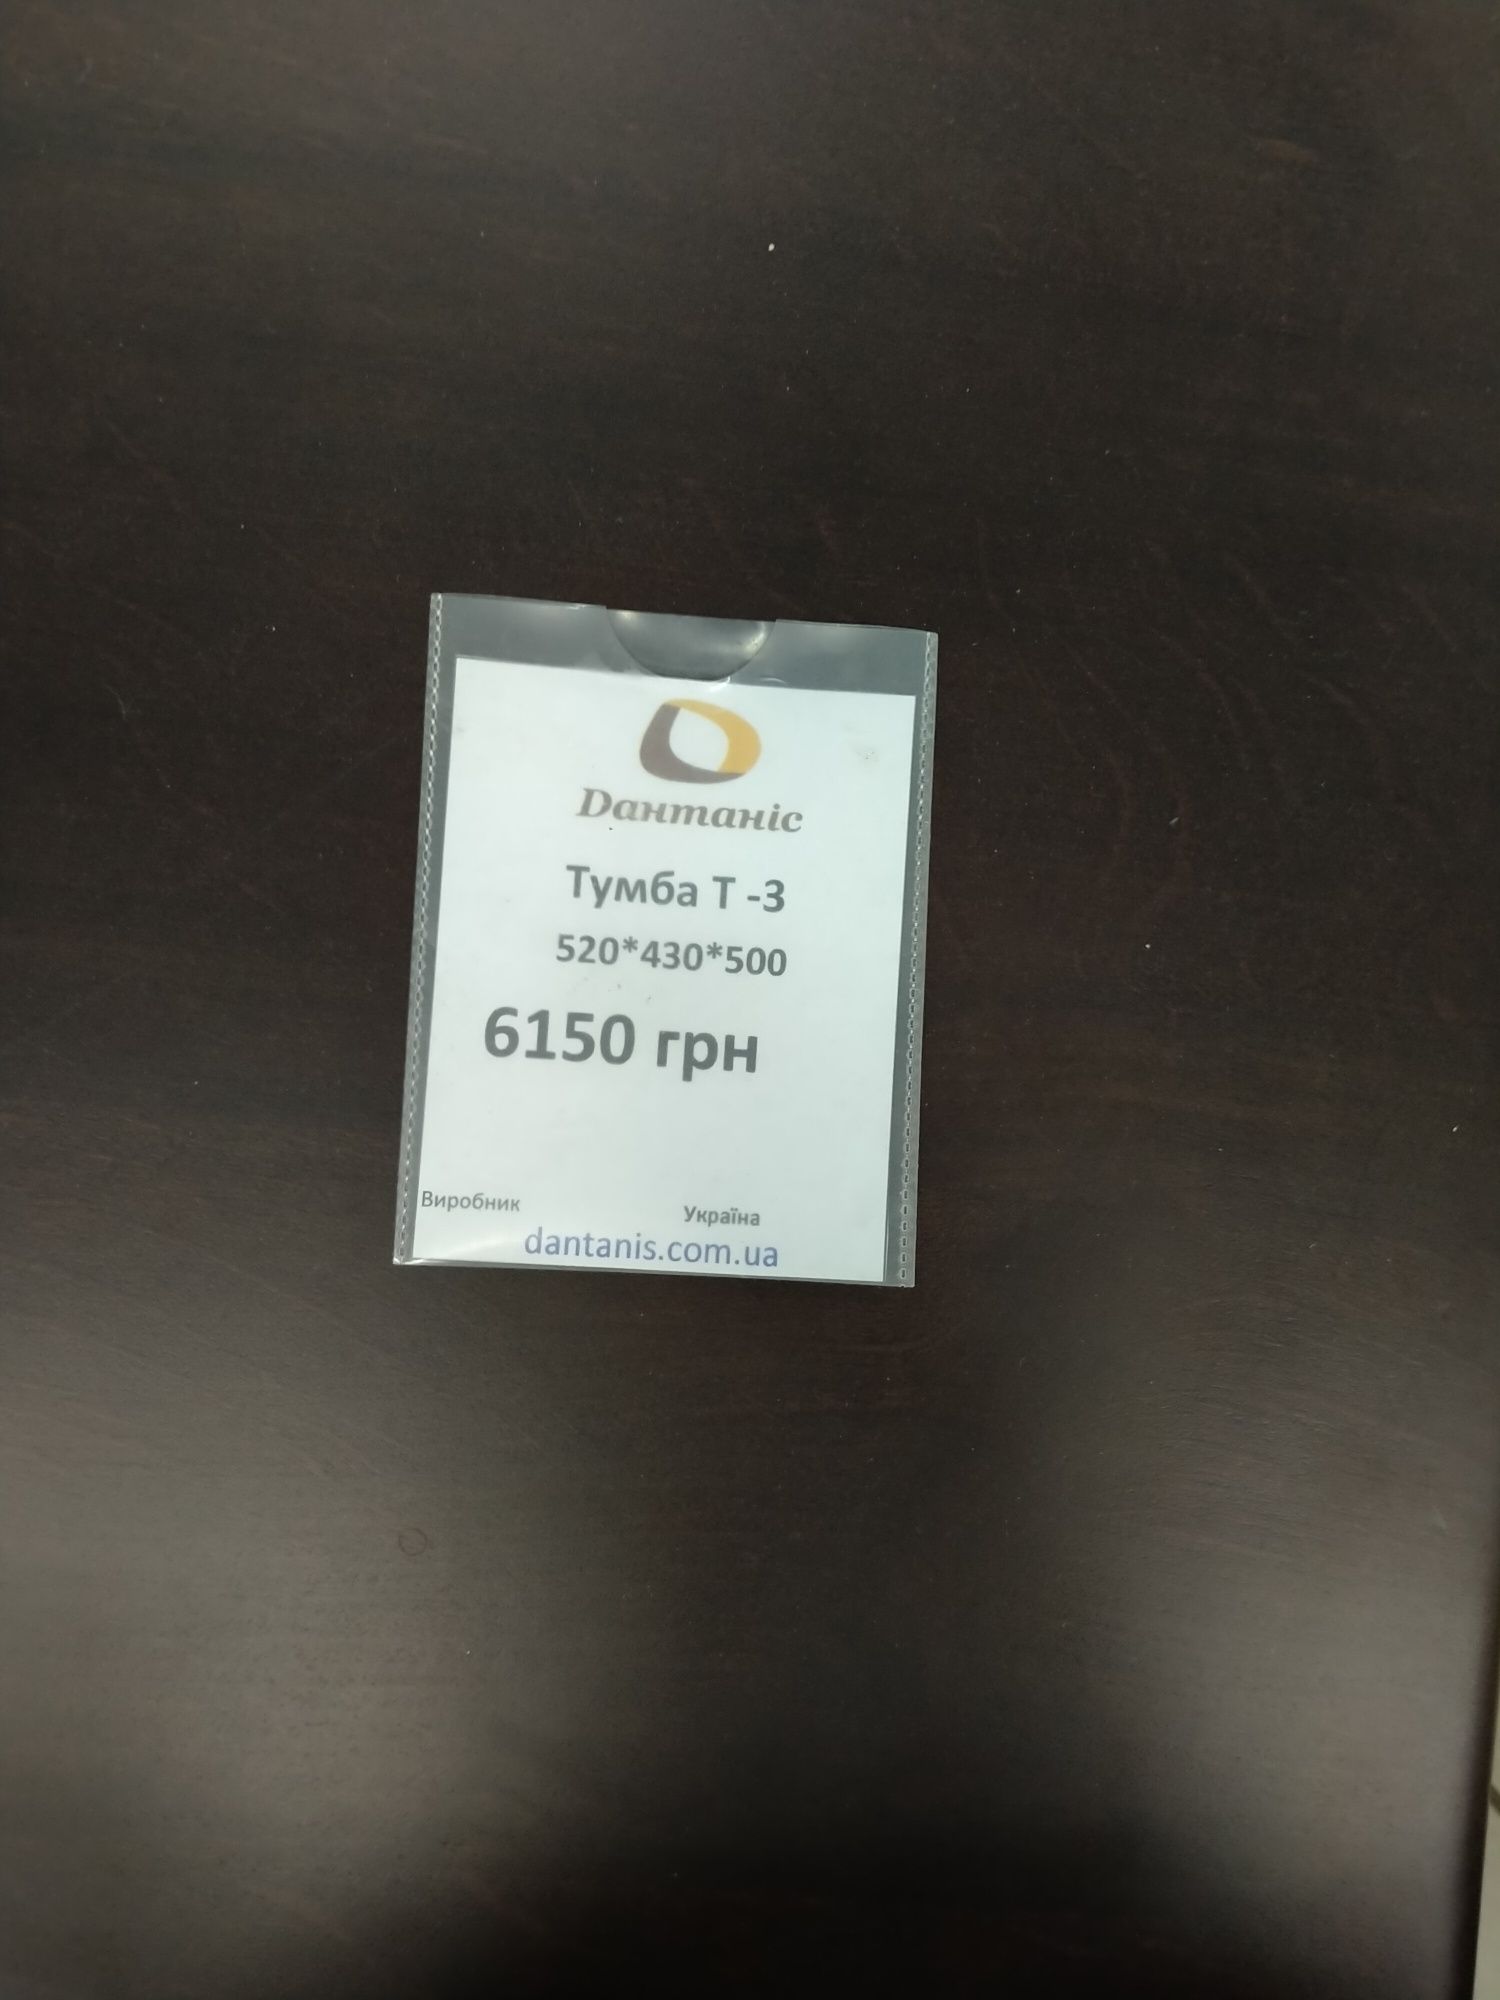 Дантаніс
Тумба Т -3
520*430*500
6150 грн
Виробник Україна
dantanis.com.ua